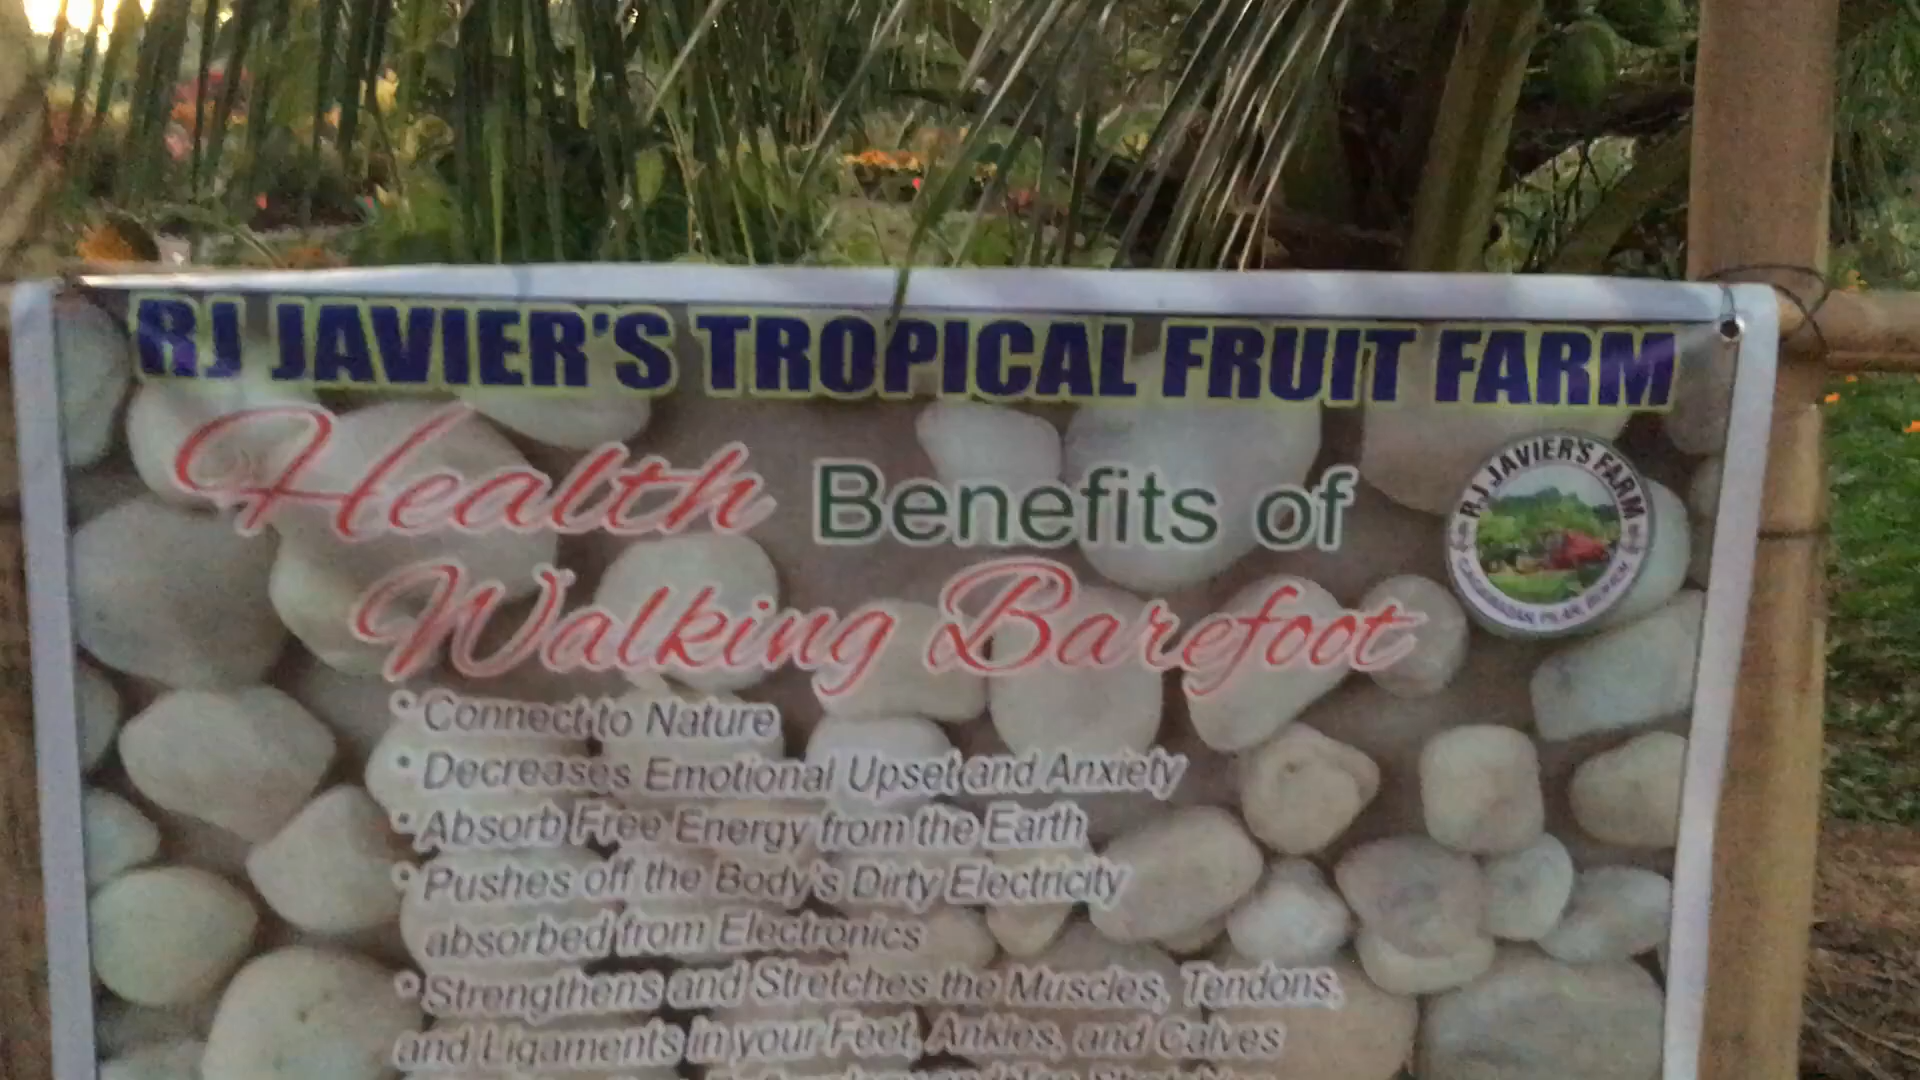 RJ JAVIER'S TROPICAL FRUIT FARM
Health Benefits of
Walking Barefoot
RJ JAVIER'S FARM
* Connect to Nature
* Decreases Emotional Upset and Anxiety
* Absorb Free Energy from the Earth
* Pushes off the Body's Dirty Electricity
absorbed from Electronics
* Strengthens and Stretches the Muscles, Tendons,
and Ligaments in your Feet, Ankles, and Calves